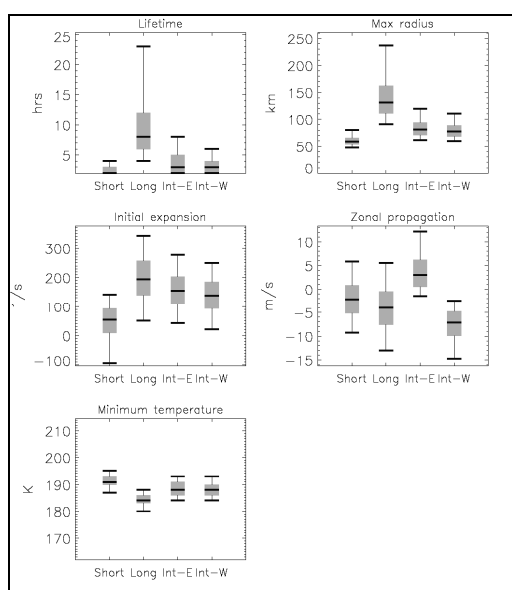 Lifetime
25
20
15
10
5
hrs
Short Long Int-E Int-W
Max radius
250
200
150
100
50
0
km
Short Long Int-E Int-W
Initial expansion
300
200
100
0
-100
/s
Short Long Int-E Int-W
Zonal propagation
10
5
0
-5
-10
-15
m/s
Short Long Int-E Int-W
Minimum temperature
210
200
190
180
170
K
Short Long Int-E Int-W